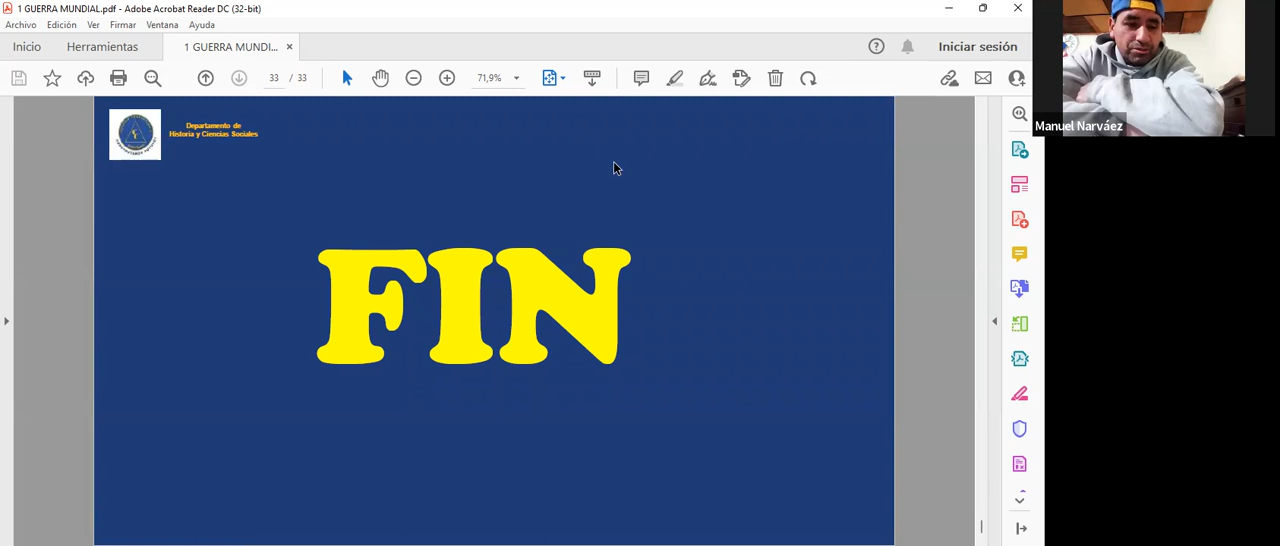 1 GUERRA MUNDIAL.pdf - Adobe Acrobat Reader DC (32-bit)
Archivo Edición Ver Firmar Ventana Ayuda
Inicio Herramientas 1 GUERRA MUNDI... × Iniciar sesión
33 / 33 71,9%
Manuel Narváez
Departamento de
Historia y Ciencias Sociales
FIN